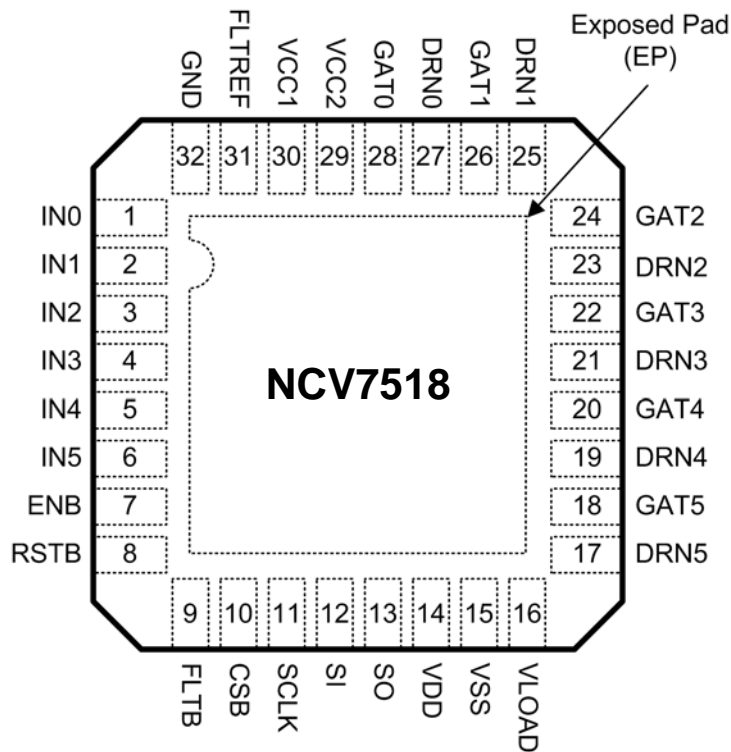 Exposed Pad
(EP)
GND
FLTREF
VCC1
VCC2
GAT0
DRN0
GAT1
DRN1
32 31 30 29 28 27 26 25
IN0 1
IN1 2
IN2 3
IN3 4
IN4 5
IN5 6
ENB 7
RSTB 8
NCV7518
24 GAT2
23 DRN2
22 GAT3
21 DRN3
20 GAT4
19 DRN4
18 GAT5
17 DRN5
9 10 11 12 13 14 15 16
FLTB
CSB
SCLK
SI
SO
VDD
VSS
VLOAD